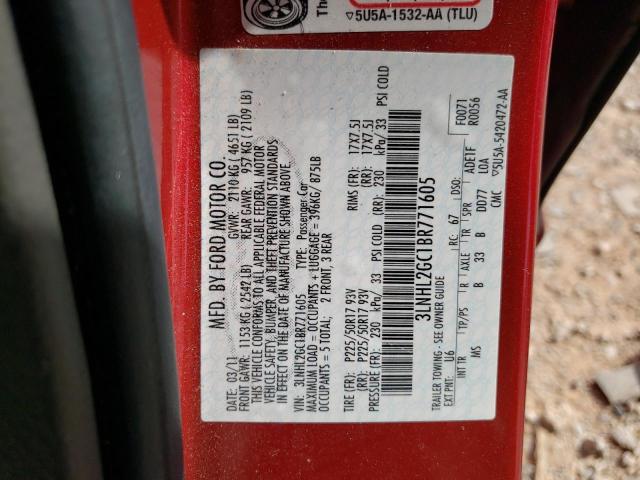 The
▽5U5A-1532-AA (TLU)
MFD. BY FORD MOTOR CO.
03/11 GVWR: 2110 KG ( 4651 LB)
FRONT GAWR: 1153 KG ( 2542 LB) REAR GAWR: 957 KG ( 2109 LB)
THIS VEHICLE CONFORMS TO ALL APPLICABLE FEDERAL MOTOR
VEHICLE SAFETY, BUMPER, AND THEFT PREVENTION STANDARDS
IN EFFECT ON THE DATE OF MANUFACTURE SHOWN ABOVE.
VIN: 3LNHL2GC1BR771605 TYPE: Passenger Car
MAXIMUM LOAD = OCCUPANTS + LUGGAGE = 396KG/ 875LB
OCCUPANTS = 5 TOTAL: 2 FRONT, 3 REAR
TIRE (FR): P225/50R17 93V RIMS (FR): 17X7.5J
(RR): P225/50R17 93V (RR): 17X7.5J
PRESSURE (FR): 230 kPa/ 33 PSI COLD (RR): 230 kPa/ 33 PSI COLD
3LNHL2GC1BR771605
TRAILER TOWING - SEE OWNER GUIDE F0071
EXT PNT: U6 RC: 67 DSO: R0056
INT TR TP/PS R AXLE TR SPR ADETF
MS B 33 B DD77 LOA
CMC ▽5U5A-5420472-AA